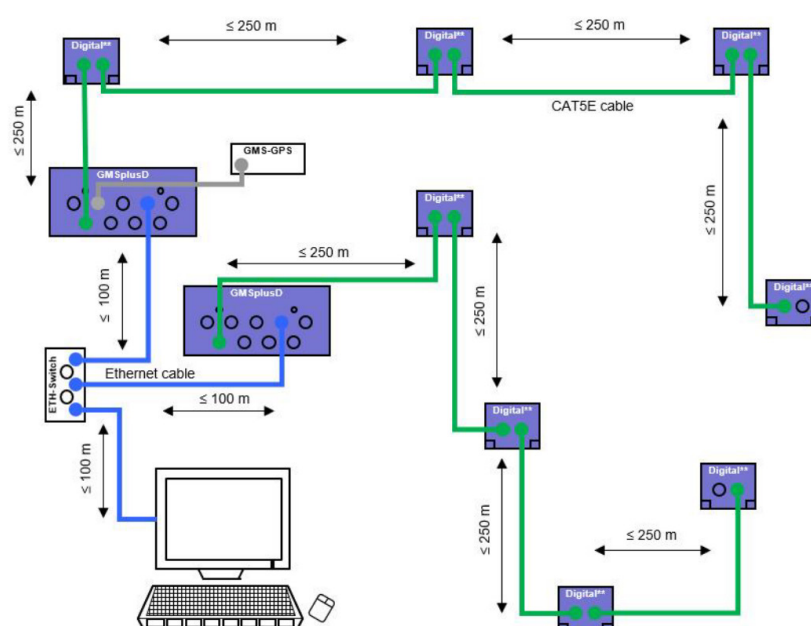 ≤ 250 m
≤ 250 m
Digital**
Digital**
Digital**
CAT5E cable
≤ 250 m
GMS-GPS
GMSplusD
Digital**
≤ 250 m
≤ 250 m
≤ 100 m
GMSplusD
≤ 250 m
Digital**
ETH-Switch
Ethernet cable
≤ 100 m
Digital**
≤ 100 m
Digital**
≤ 250 m
≤ 250 m
Digital**